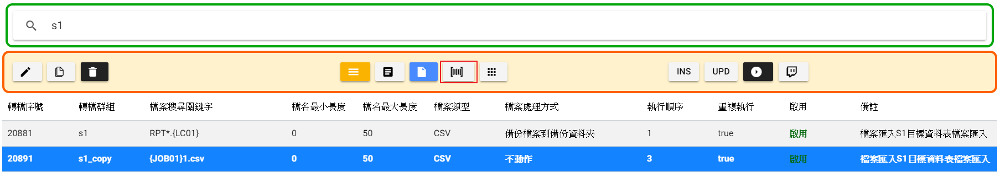 s1
INS UPD
轉檔序號 轉檔群組 檔案搜尋關鍵字 檔名最小長度 檔名最大長度 檔案類型 檔案處理方式 執行順序 重複執行 啟用 備註
20881 s1 RPT*.{LC01} 0 50 CSV 備份檔案到備份資料夾 1 true 啟用 檔案匯入S1目標資料表檔案匯入
20891 s1_copy {JOB01}1.csv 0 50 CSV 不動作 3 true 啟用 檔案匯入S1目標資料表檔案匯入